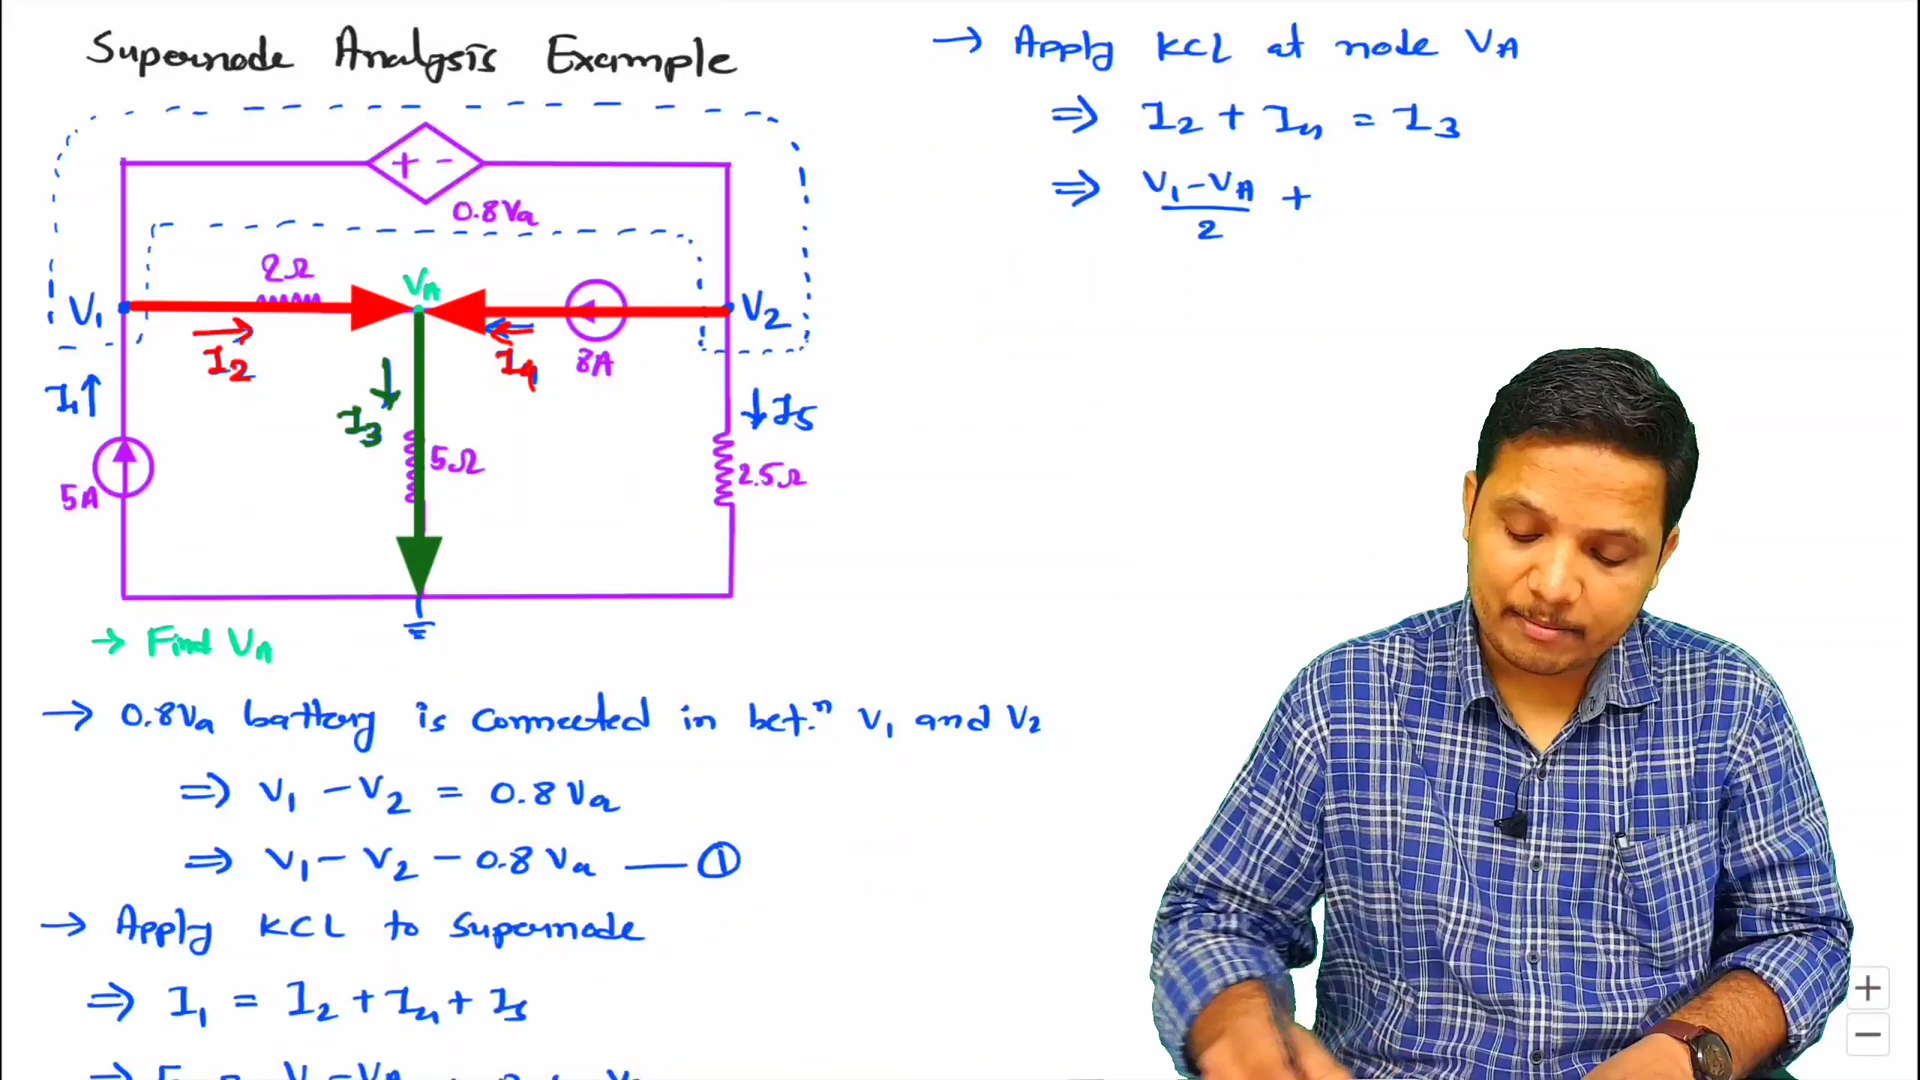 Supernode Analysis Example
+ -
0.8Va
2Ω
VA
V1
V2
I2
I4
8A
I1
I3
I5
5Ω
2.5Ω
5A
→ Find VA
→ 0.8Va battery is connected in betⁿ V1 and V2
⇒ V1 - V2 = 0.8 Va
⇒ V1 - V2 - 0.8 Va — ①
→ Apply KCL to Supernode
⇒ I1 = I2 + I4 + I5
→ Apply KCL at node VA
⇒ I2 + I4 = I3
⇒ V1 - VA / 2 +
+
−